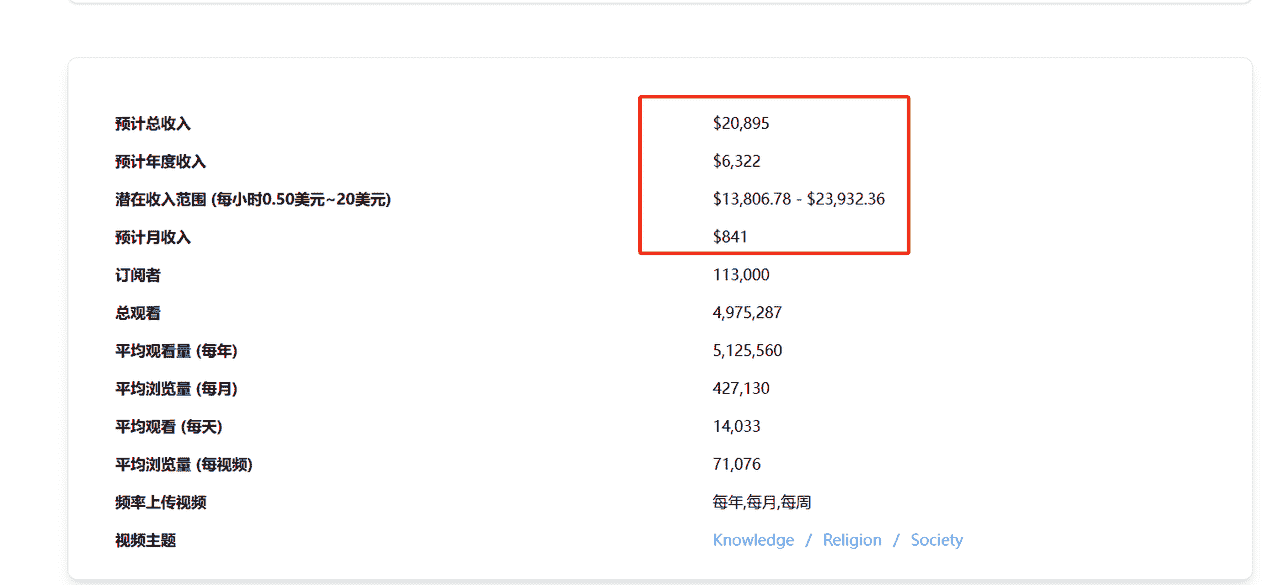 预计总收入 $20,895
预计年度收入 $6,322
潜在收入范围 (每小时0.50美元~20美元) $13,806.78 - $23,932.36
预计月收入 $841
订阅者 113,000
总观看 4,975,287
平均观看量 (每年) 5,125,560
平均浏览量 (每月) 427,130
平均观看 (每天) 14,033
平均浏览量 (每视频) 71,076
频率上传视频 每年,每月,每周
视频主题 Knowledge / Religion / Society